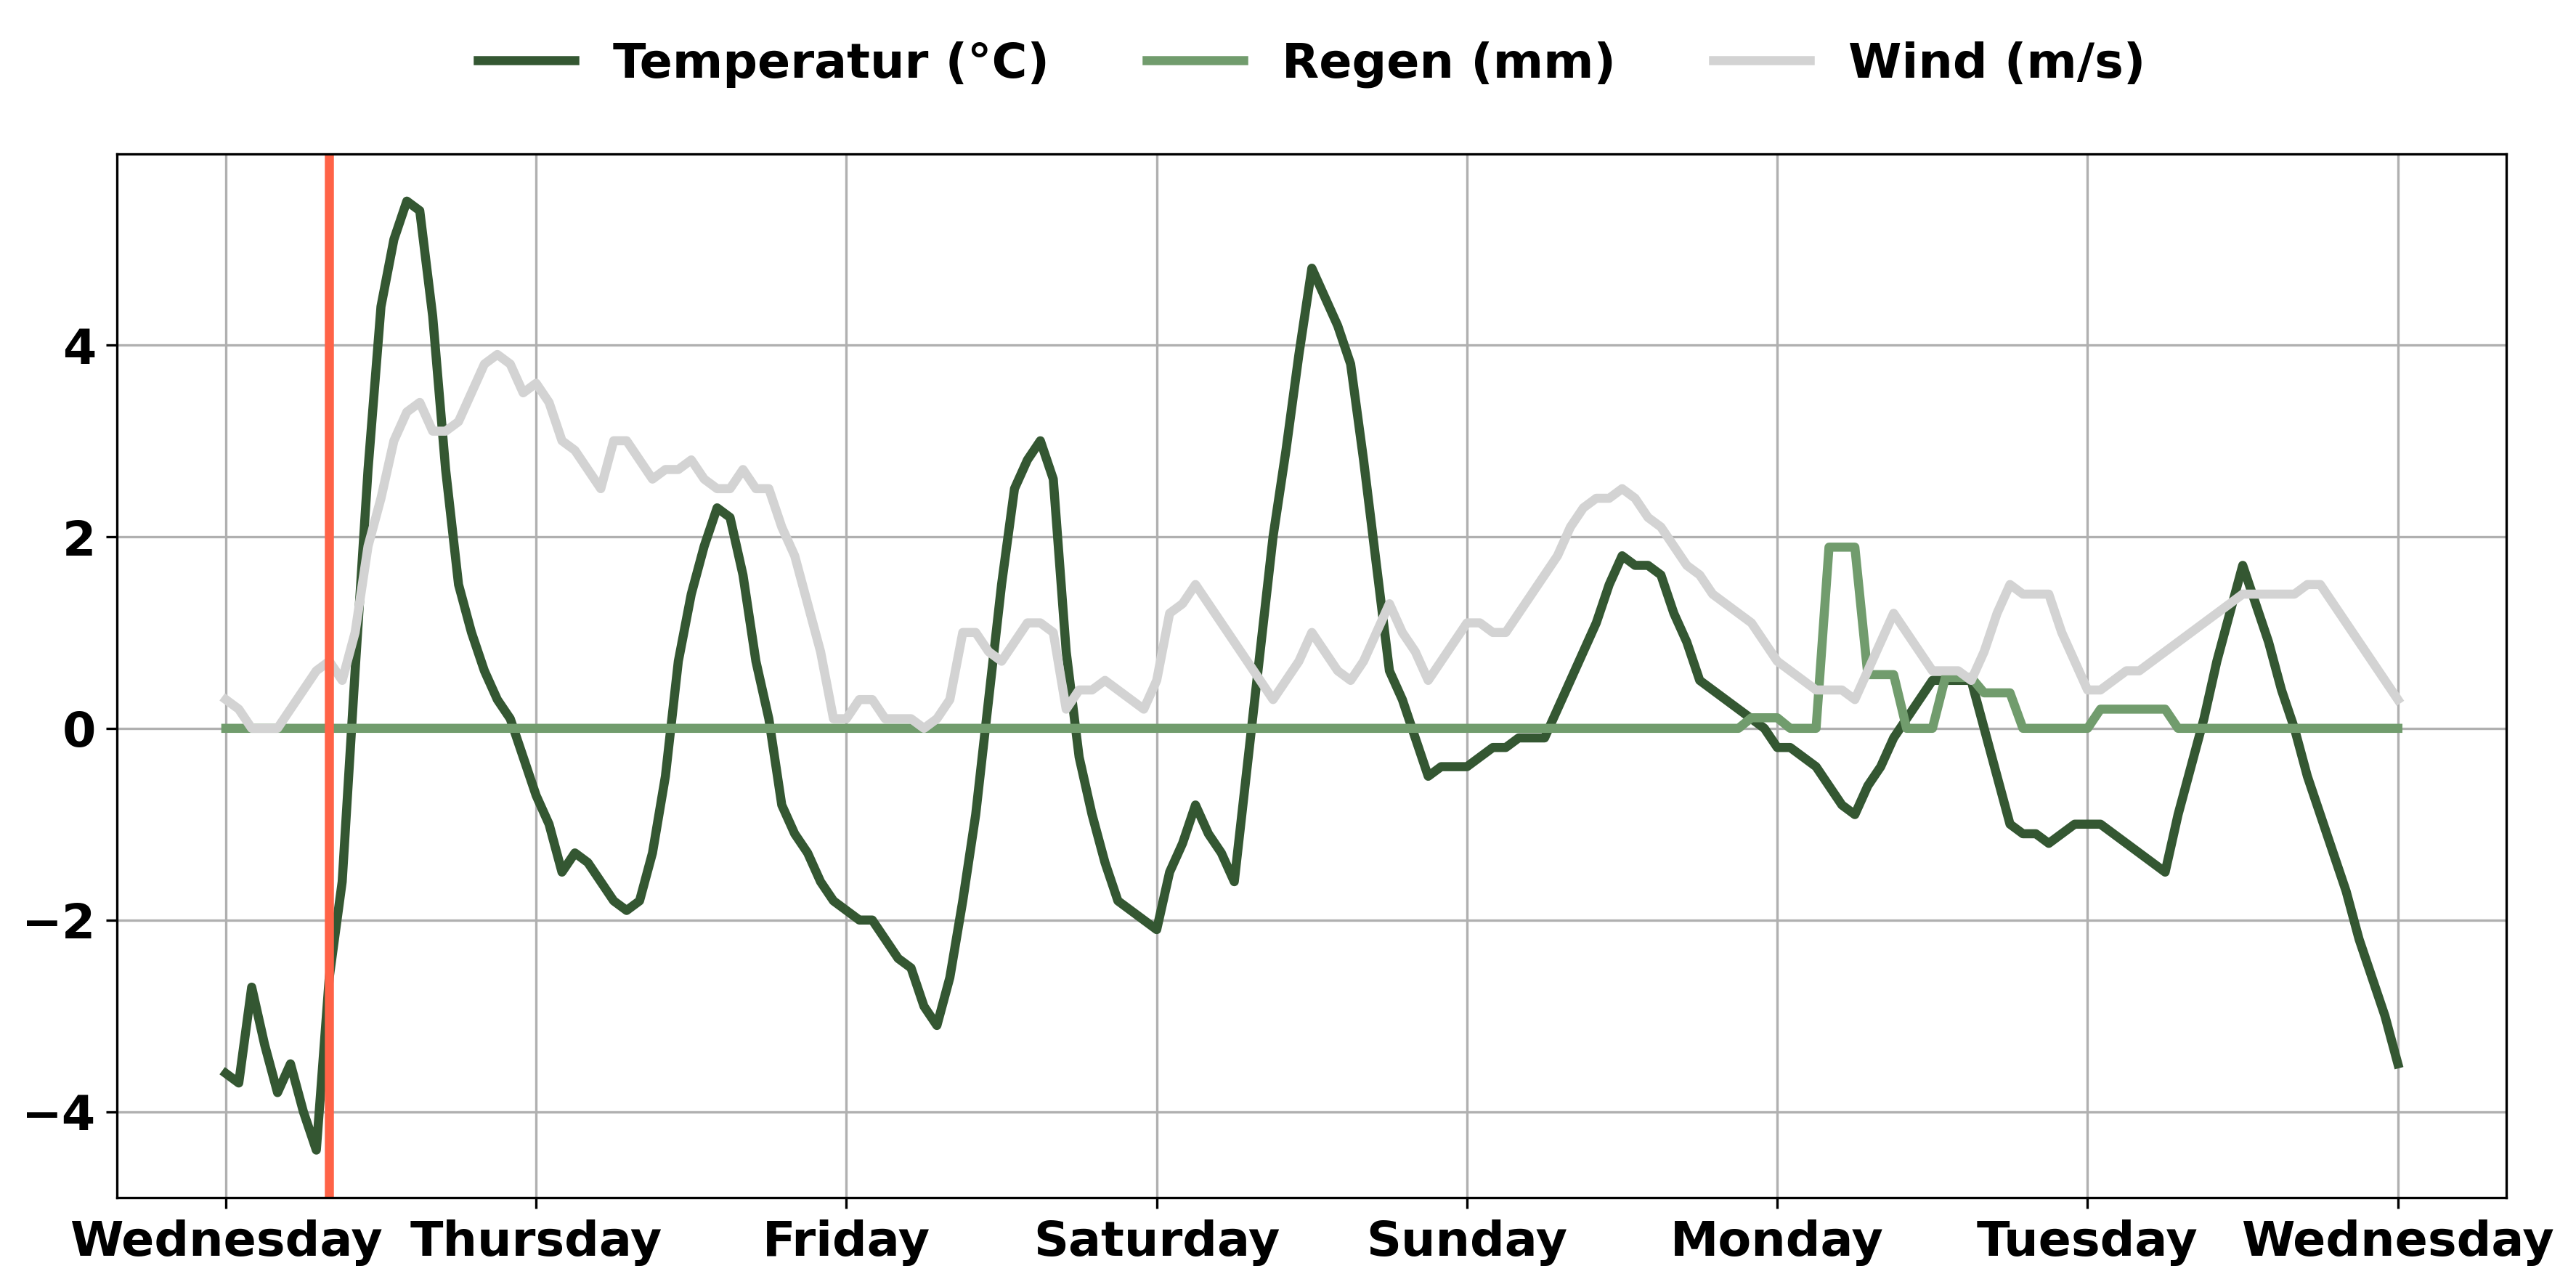 Temperatur (°C) Regen (mm) Wind (m/s)
4
2
0
−2
−4
Wednesday Thursday Friday Saturday Sunday Monday Tuesday Wednesday